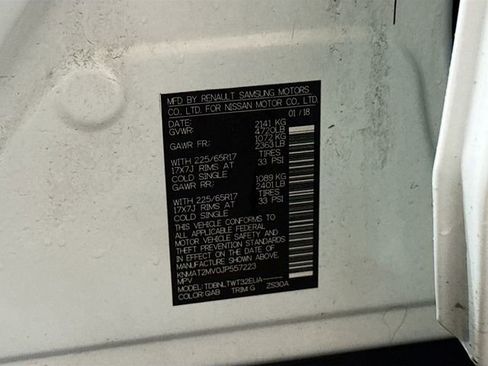 MFD BY RENAULT SAMSUNG MOTORS
CO., LTD. FOR NISSAN MOTOR CO., LTD.
DATE: 01/18
GVWR: 2141 KG
4720LB
GAWR FR: 1072 KG
2363 LB
WITH 225/65R17 TIRES
17X7J RIMS AT 33 PSI
COLD SINGLE
GAWR RR: 1089 KG
2401 LB
WITH 225/65R17 TIRES
17X7J RIMS AT 33 PSI
COLD SINGLE
THIS VEHICLE CONFORMS TO
ALL APPLICABLE FEDERAL
MOTOR VEHICLE SAFETY AND
THEFT PREVENTION STANDARDS
IN EFFECT ON THE DATE OF
MANUFACTURE SHOWN ABOVE.
KNMAT2MV0JP557223
MPV
MODEL: TDBNLTWT32EUA-----
COLOR: QAB TRIM: G ZS30A